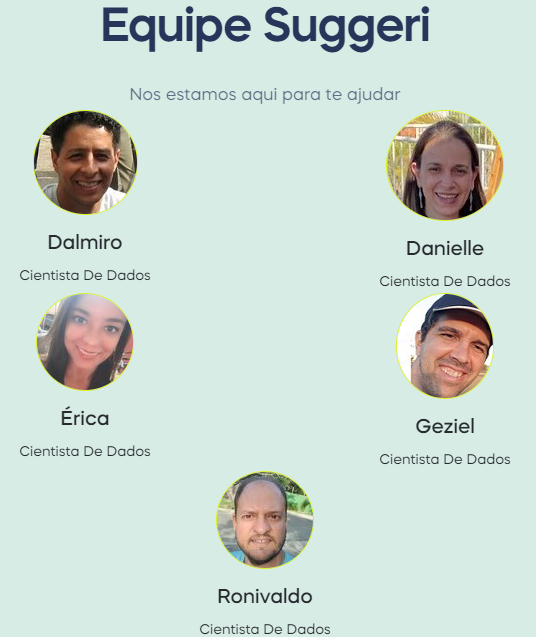 Equipe Suggeri
Nos estamos aqui para te ajudar
Dalmiro
Cientista De Dados
Danielle
Cientista De Dados
Érica
Cientista De Dados
Geziel
Cientista De Dados
Ronivaldo
Cientista De Dados